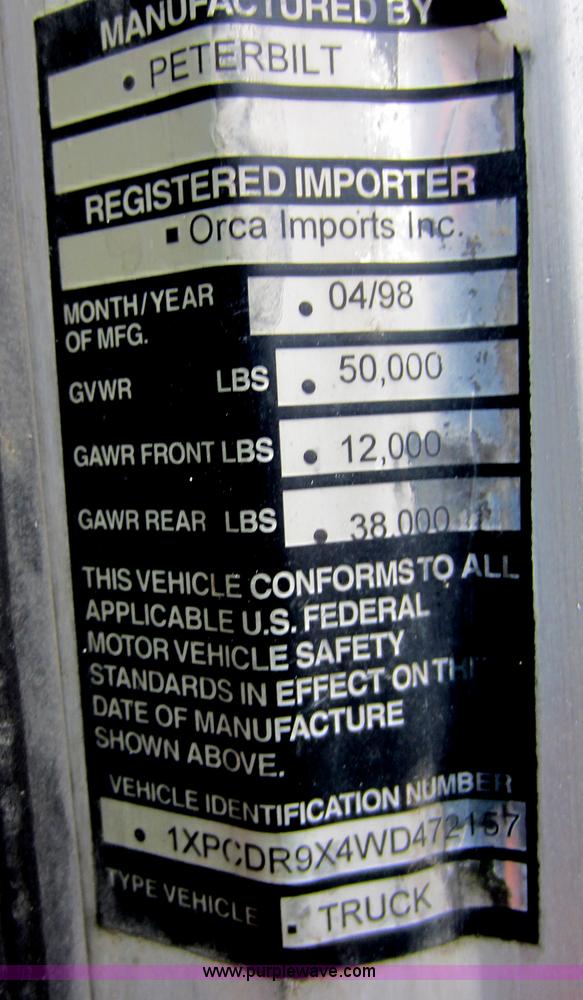 MANUFACTURED BY
• PETERBILT
REGISTERED IMPORTER
▪ Orca Imports Inc.
MONTH/YEAR
OF MFG.
• 04/98
GVWR LBS • 50,000
GAWR FRONT LBS • 12,000
GAWR REAR LBS • 38,000
THIS VEHICLE CONFORMS TO ALL
APPLICABLE U.S. FEDERAL
MOTOR VEHICLE SAFETY
STANDARDS IN EFFECT ON THE
DATE OF MANUFACTURE
SHOWN ABOVE.
VEHICLE IDENTIFICATION NUMBER
• 1XPCDR9X4WD472157
TYPE VEHICLE ▪ TRUCK
www.purplewave.com